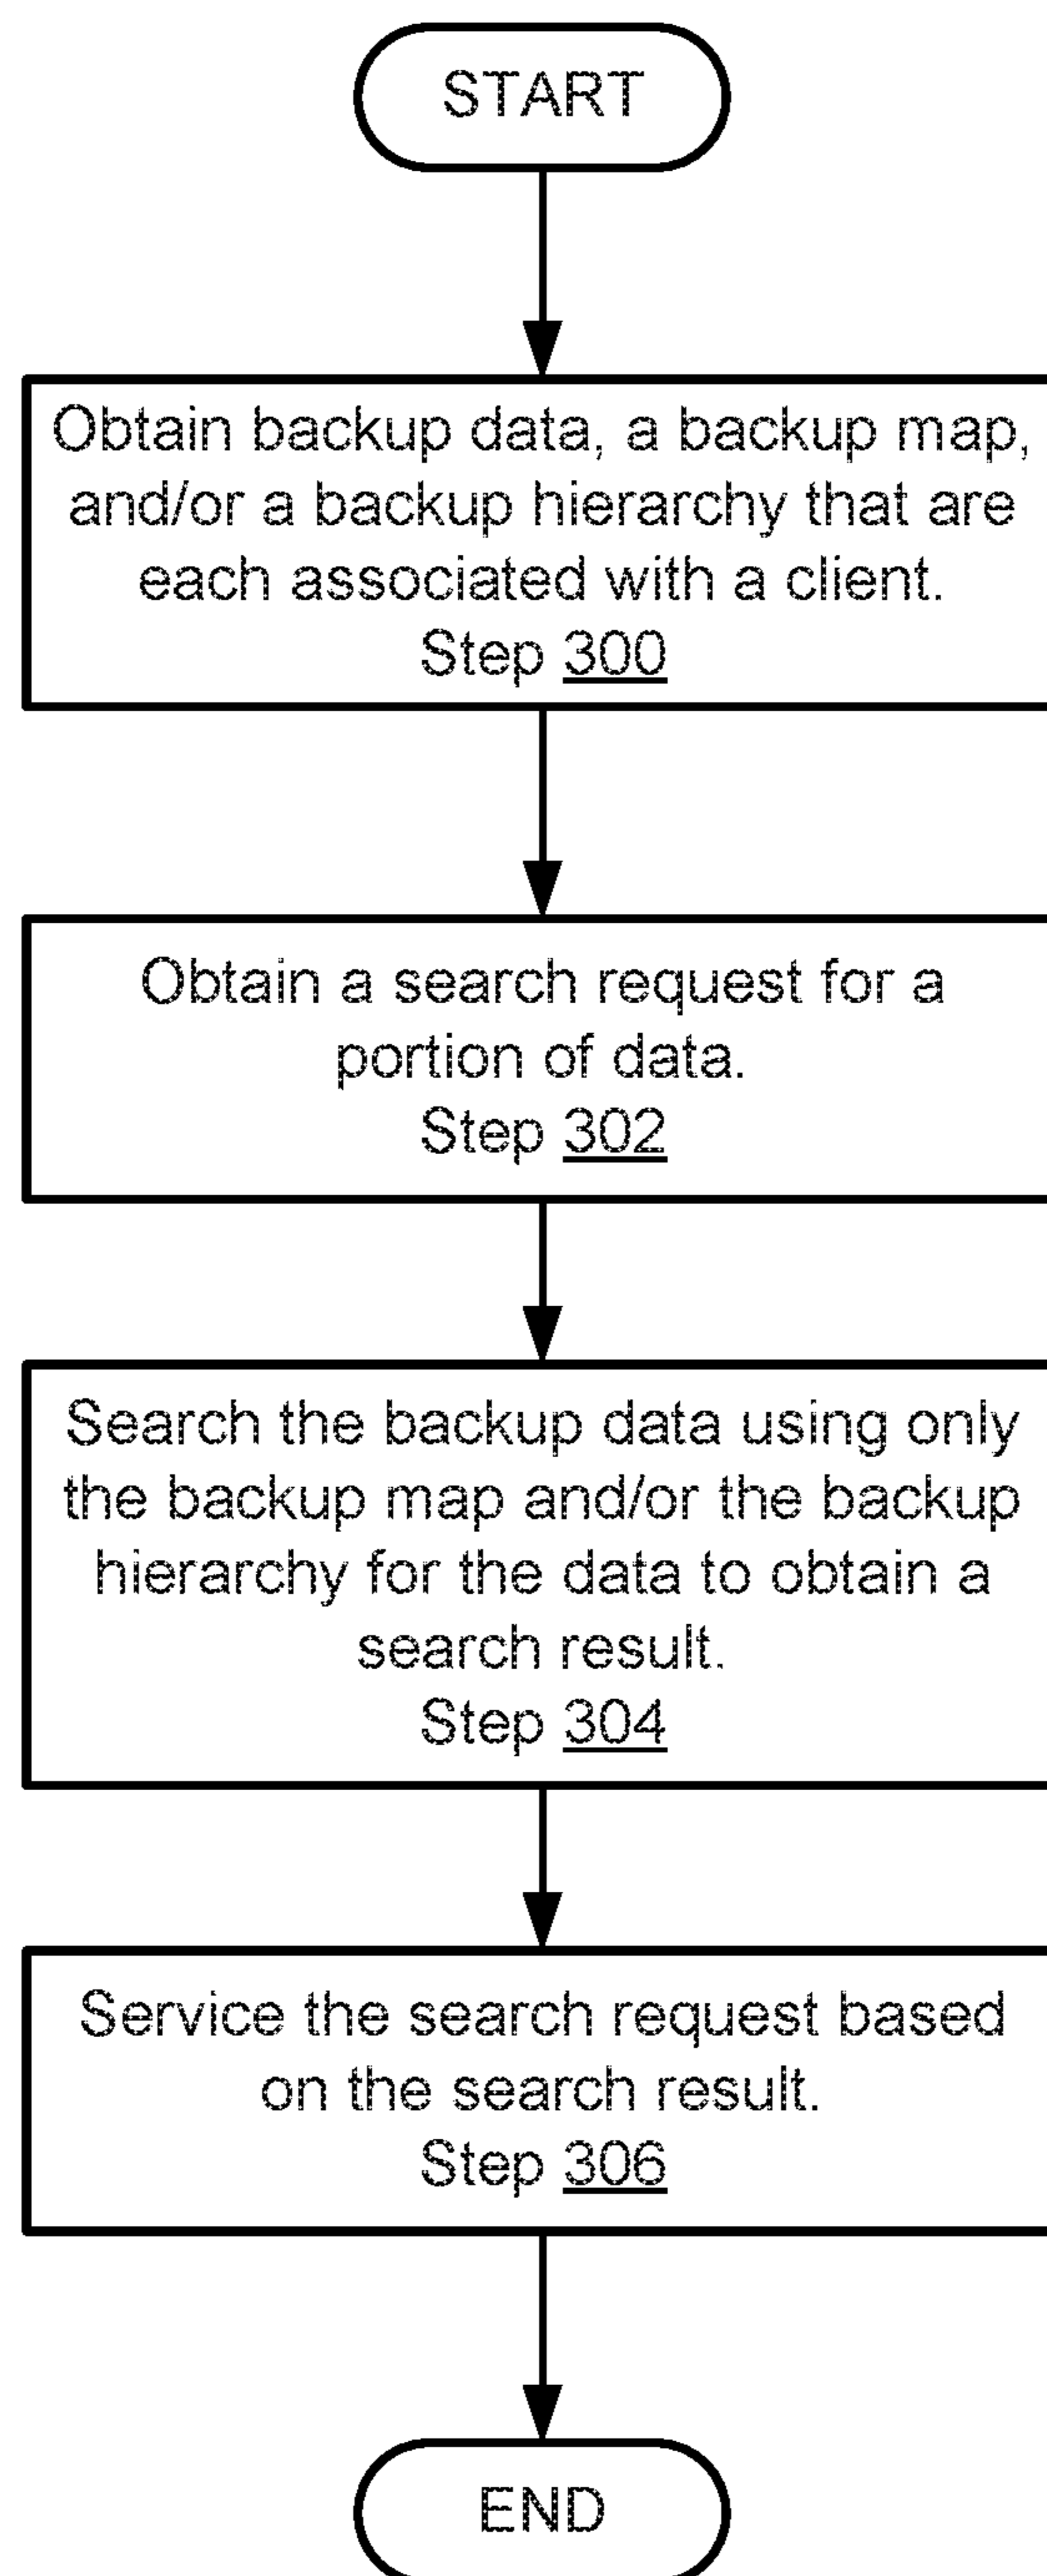 START
Obtain backup data, a backup map,
and/or a backup hierarchy that are
each associated with a client.
Step 300
Obtain a search request for a
portion of data.
Step 302
Search the backup data using only
the backup map and/or the backup
hierarchy for the data to obtain a
search result.
Step 304
Service the search request based
on the search result.
Step 306
END